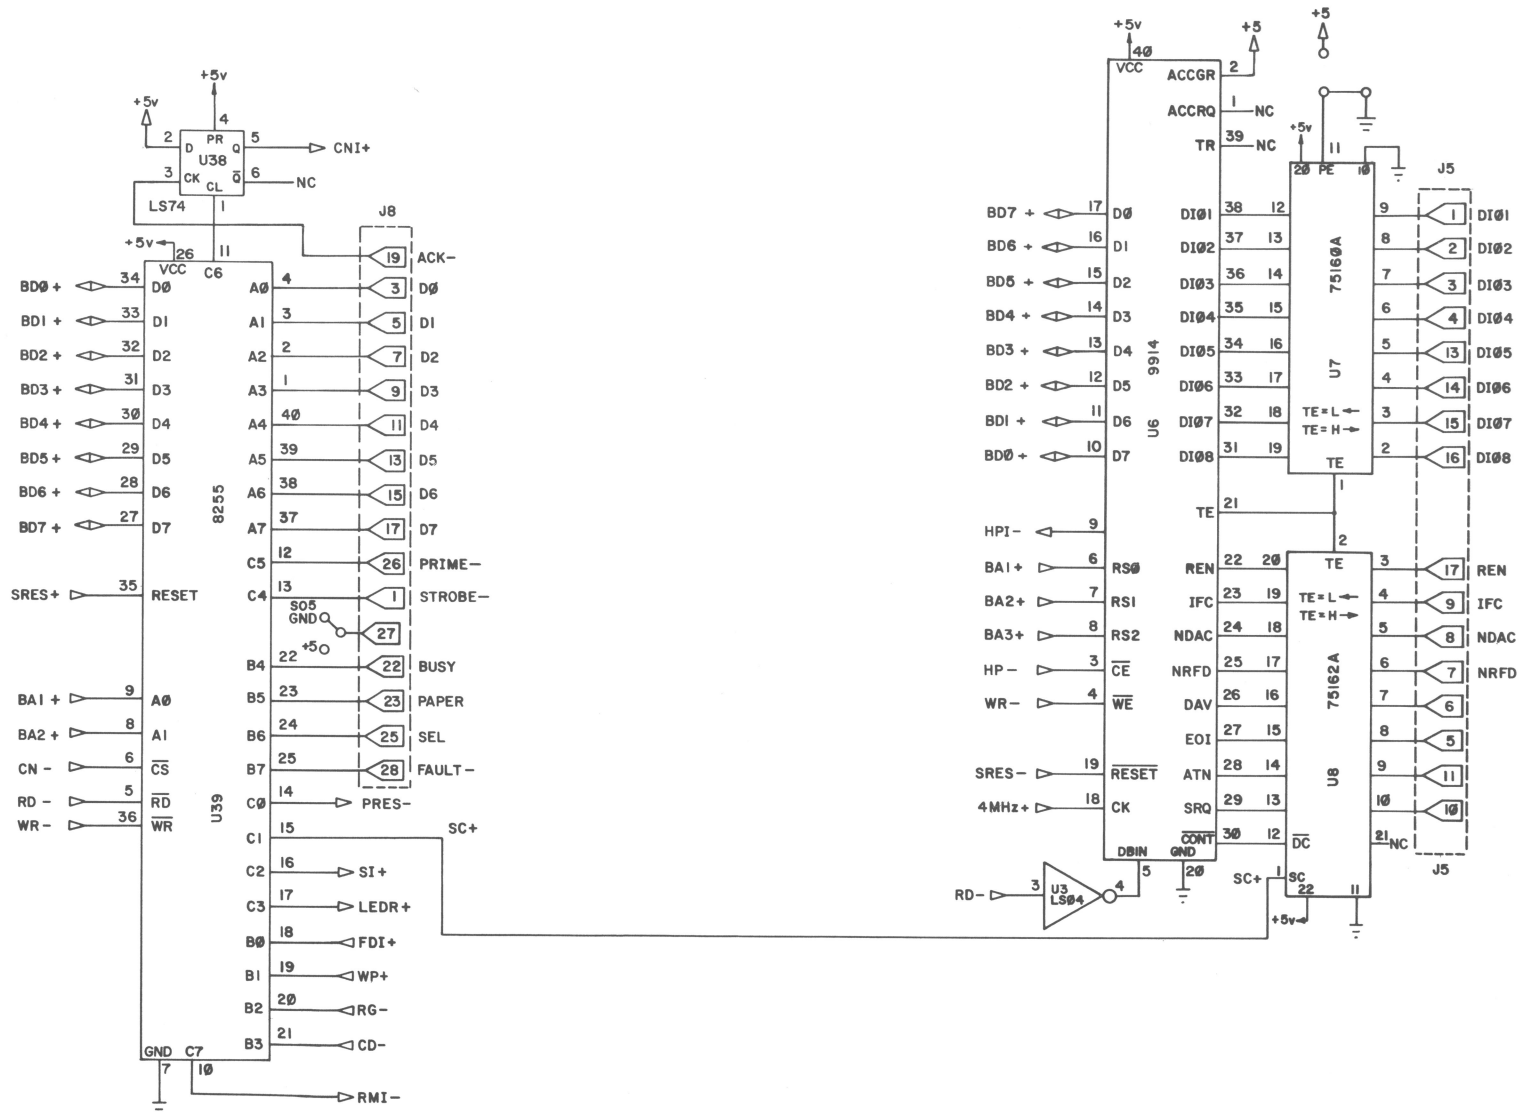 +5v
+5v
4
2 D PR Q 5 CNI+
U38
3 CK CL Q 6 NC
LS74 1
J8
+5v 26 11
VCC C6
19 ACK-
BD0+ 34 D0 A0 4 3 D0
BD1+ 33 D1 A1 3 5 D1
BD2+ 32 D2 A2 2 7 D2
BD3+ 31 D3 A3 1 9 D3
BD4+ 30 D4 A4 40 11 D4
BD5+ 29 D5 A5 39 13 D5
BD6+ 28 D6 A6 38 15 D6
BD7+ 27 D7 A7 37 17 D7
8255
C5 12 26 PRIME-
SRES+ 35 RESET C4 13 1 STROBE-
SO5
GND
27
+5
B4 22 22 BUSY
BA1+ 9 A0 B5 23 23 PAPER
BA2+ 8 A1 B6 24 25 SEL
CN- 6 CS B7 25 28 FAULT-
RD- 5 RD C0 14 PRES-
WR- 36 WR
U39
C1 15 SC+
C2 16 SI+
C3 17 LEDR+
B0 18 FDI+
B1 19 WP+
B2 20 RG-
B3 21 CD-
GND C7
7 10
RMI-
+5v +5 +5
40
VCC ACCGR 2
ACCRQ 1 NC
TR 39 NC
+5v 11
20 PE 10
J5
BD7+ 17 D0 DI01 38 12 9 1 DI01
BD6+ 16 D1 DI02 37 13 8 2 DI02
BD5+ 15 D2 DI03 36 14 7 3 DI03
BD4+ 14 D3 DI04 35 15 6 4 DI04
BD3+ 13 D4 DI05 34 16 5 13 DI05
BD2+ 12 D5 DI06 33 17 4 14 DI06
BD1+ 11 D6 DI07 32 18 3 15 DI07
BD0+ 10 D7 DI08 31 19 2 16 DI08
9914
U6
75160A
U7
TE=L
TE=H
TE
1
TE 21
HPI- 9
2
TE
BA1+ 6 RS0 REN 22 20 3 17 REN
BA2+ 7 RS1 IFC 23 19 TE=L 4 9 IFC
TE=H
BA3+ 8 RS2 NDAC 24 18 5 8 NDAC
HP- 3 CE NRFD 25 17 6 7 NRFD
WR- 4 WE DAV 26 16 7 6
EOI 27 15 8 5
75162A
U8
SRES- 19 RESET ATN 28 14 9 11
4MHz+ 18 CK SRQ 29 13 10 10
CONT 30 12 DC 21 NC
DBIN GND
5 20
J5
RD- 3 U3 4
LS04
SC+ 1 SC
22 11
+5v